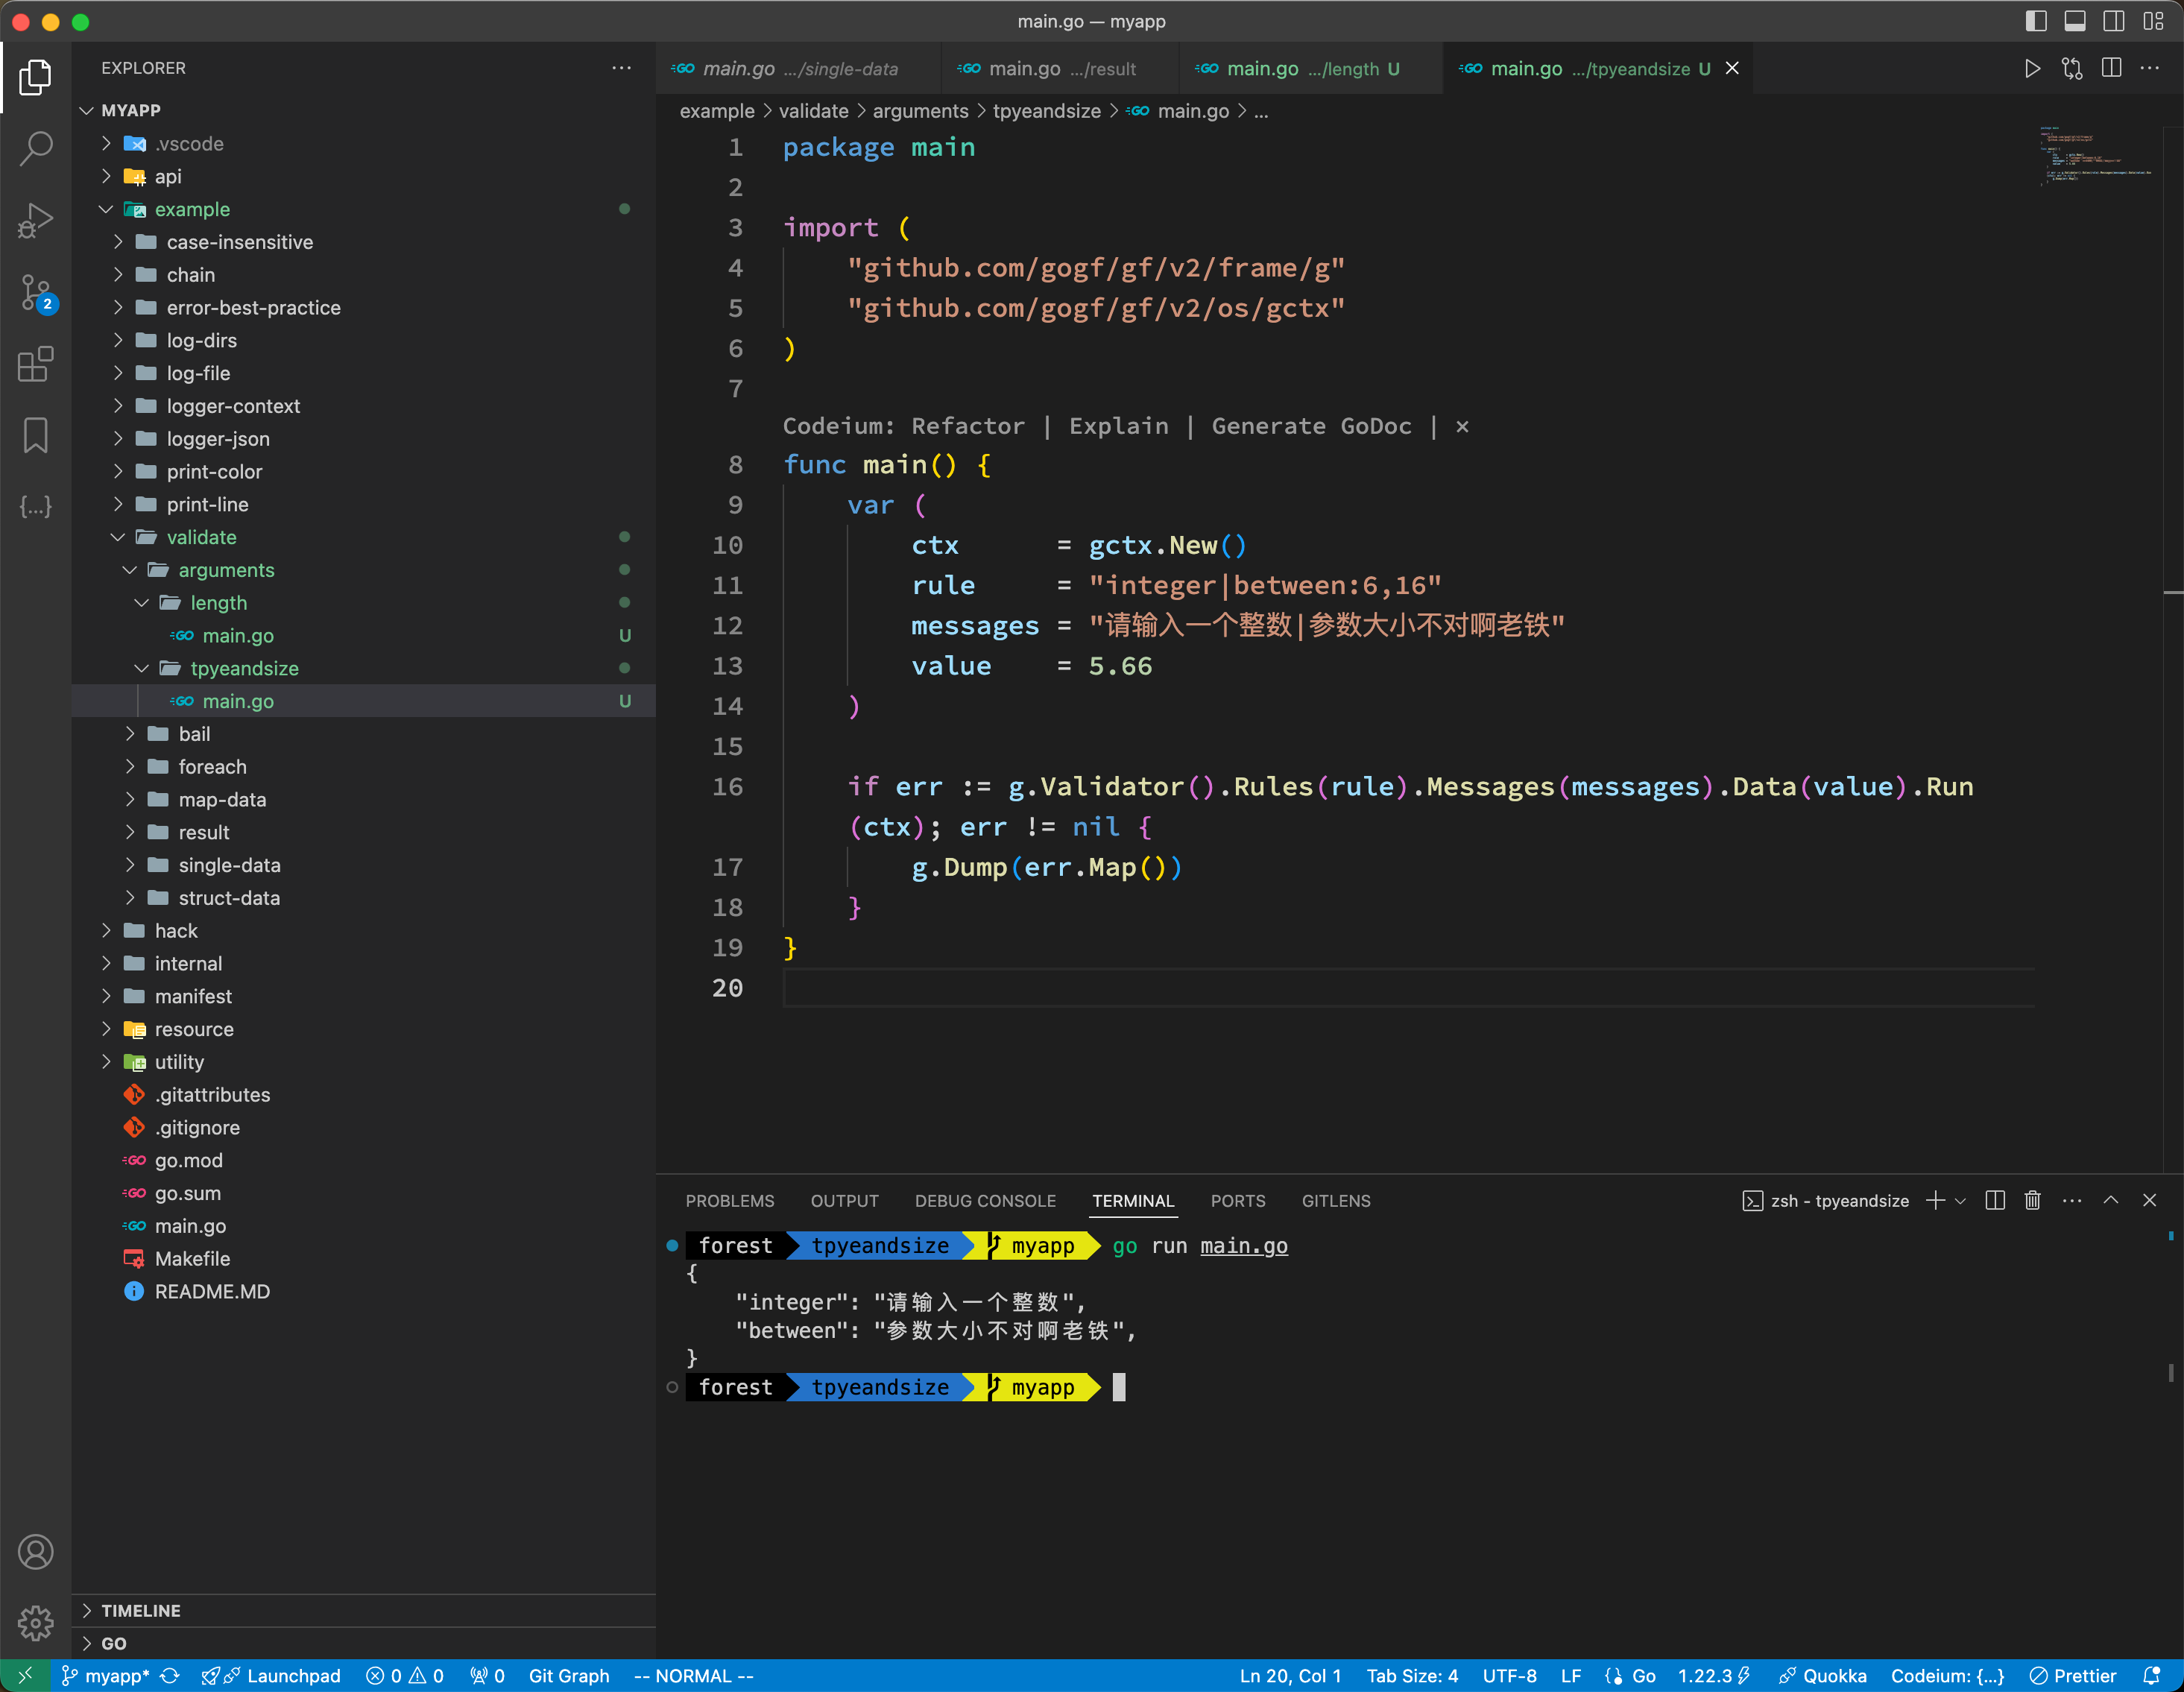 main.go — myapp
EXPLORER
MYAPP
.vscode
api
example
case-insensitive
chain
error-best-practice
log-dirs
log-file
logger-context
logger-json
print-color
print-line
validate
arguments
length
main.go U
tpyeandsize
main.go U
bail
foreach
map-data
result
single-data
struct-data
hack
internal
manifest
resource
utility
.gitattributes
.gitignore
go.mod
go.sum
main.go
Makefile
README.MD
TIMELINE
GO
2
main.go .../single-data main.go .../result main.go .../length U main.go .../tpyeandsize U
example > validate > arguments > tpyeandsize > main.go > ...
1 package main
2
3 import (
4 "github.com/gogf/gf/v2/frame/g"
5 "github.com/gogf/gf/v2/os/gctx"
6 )
7
Codeium: Refactor | Explain | Generate GoDoc | ×
8 func main() {
9 var (
10 ctx = gctx.New()
11 rule = "integer|between:6,16"
12 messages = "请输入一个整数|参数大小不对啊老铁"
13 value = 5.66
14 )
15
16 if err := g.Validator().Rules(rule).Messages(messages).Data(value).Run
(ctx); err != nil {
17 g.Dump(err.Map())
18 }
19 }
20
PROBLEMS OUTPUT DEBUG CONSOLE TERMINAL PORTS GITLENS zsh - tpyeandsize
forest tpyeandsize myapp go run main.go
{
"integer": "请输入一个整数",
"between": "参数大小不对啊老铁",
}
forest tpyeandsize myapp
myapp* Launchpad 0 0 0 Git Graph -- NORMAL -- Ln 20, Col 1 Tab Size: 4 UTF-8 LF Go 1.22.3 Quokka Codeium: {...} Prettier